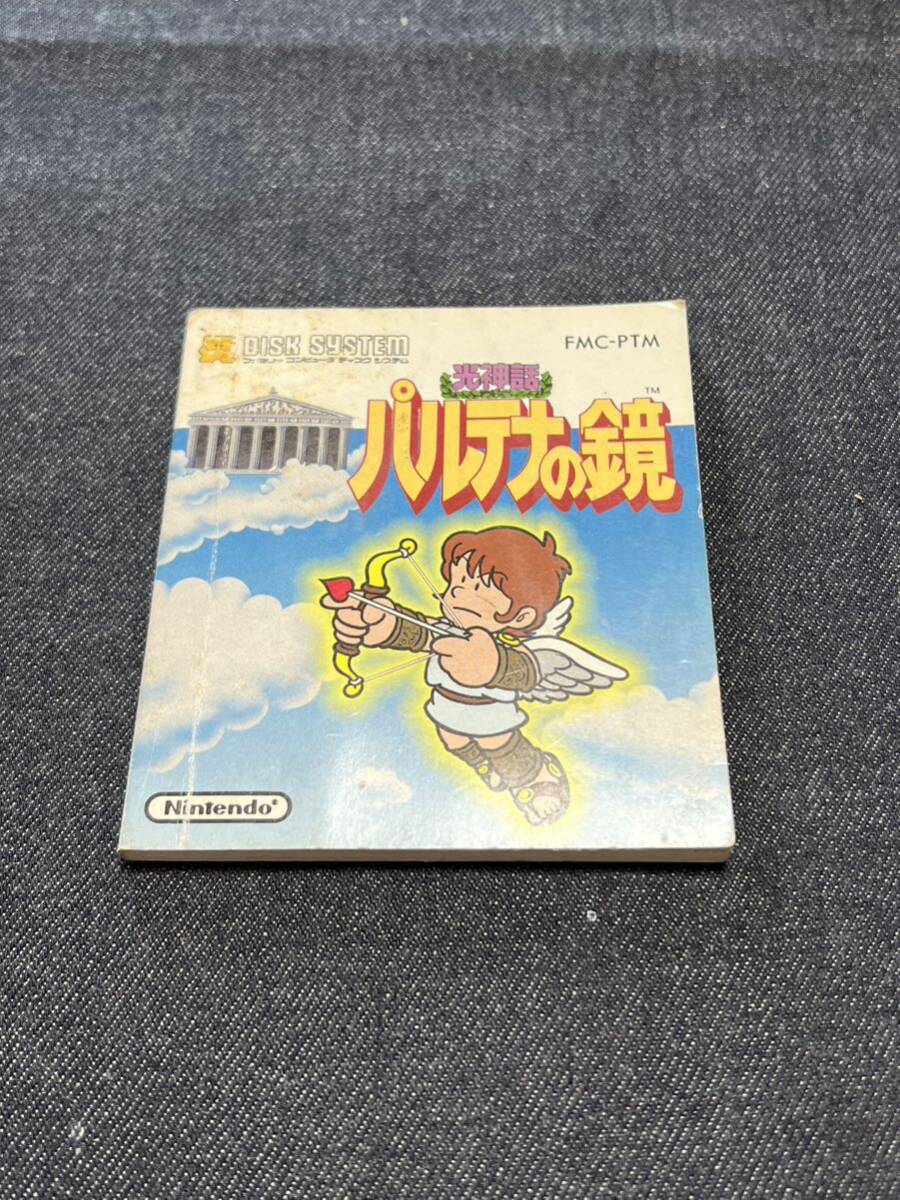 DISK SYSTEM
ファミリー コンピュータ ディスク システム
FMC-PTM
光神話
パルテナの鏡
TM
Nintendo®